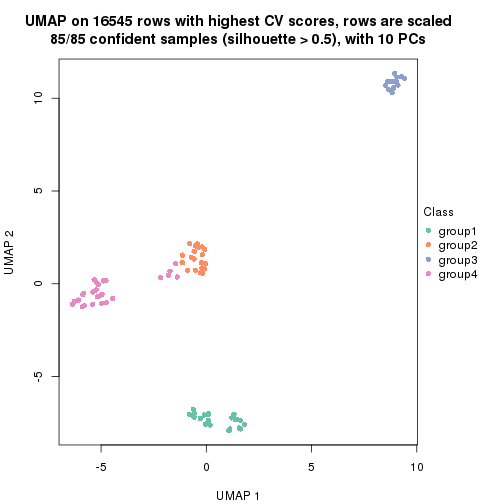 UMAP on 16545 rows with highest CV scores, rows are scaled
85/85 confident samples (silhouette > 0.5), with 10 PCs
10
5
0
-5
UMAP 2
-5
0
5
10
UMAP 1
Class
group1
group2
group3
group4